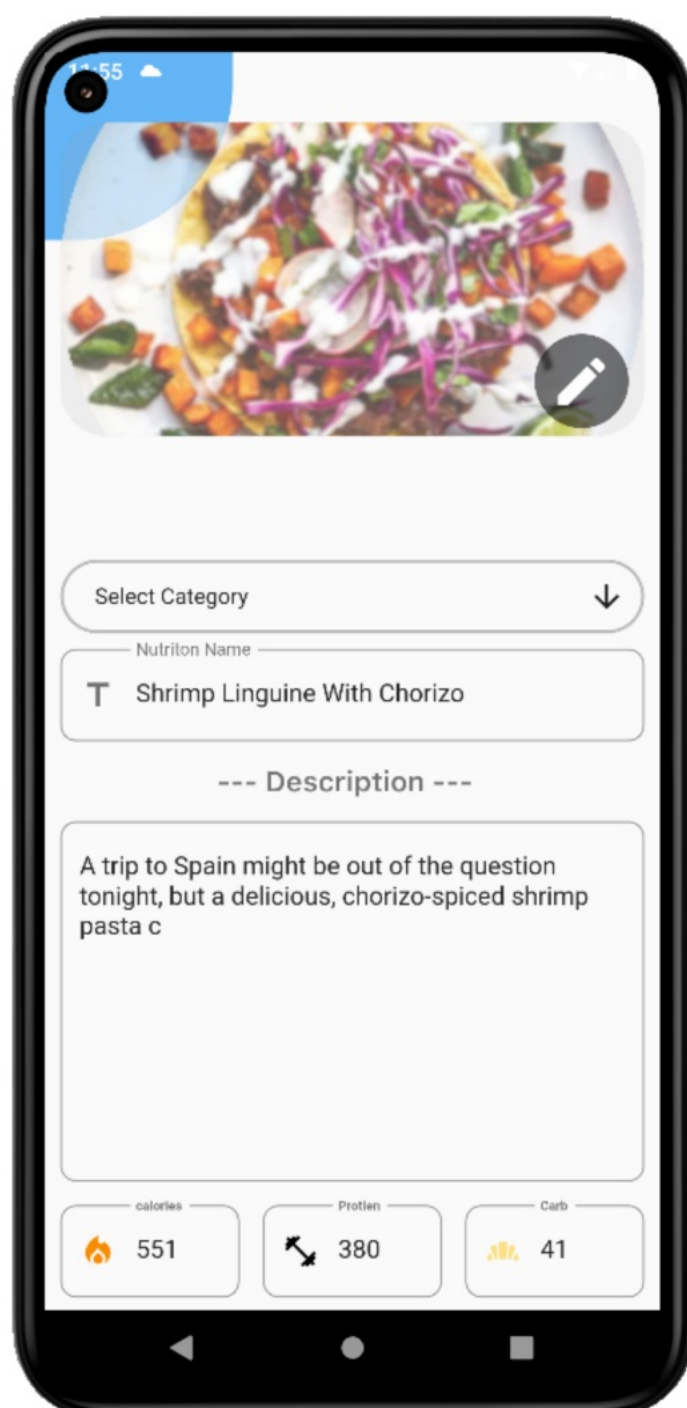 11:55
Select Category
Nutriton Name
T Shrimp Linguine With Chorizo
--- Description ---
A trip to Spain might be out of the question
tonight, but a delicious, chorizo-spiced shrimp
pasta c
calories Protien Carb
551 380 41